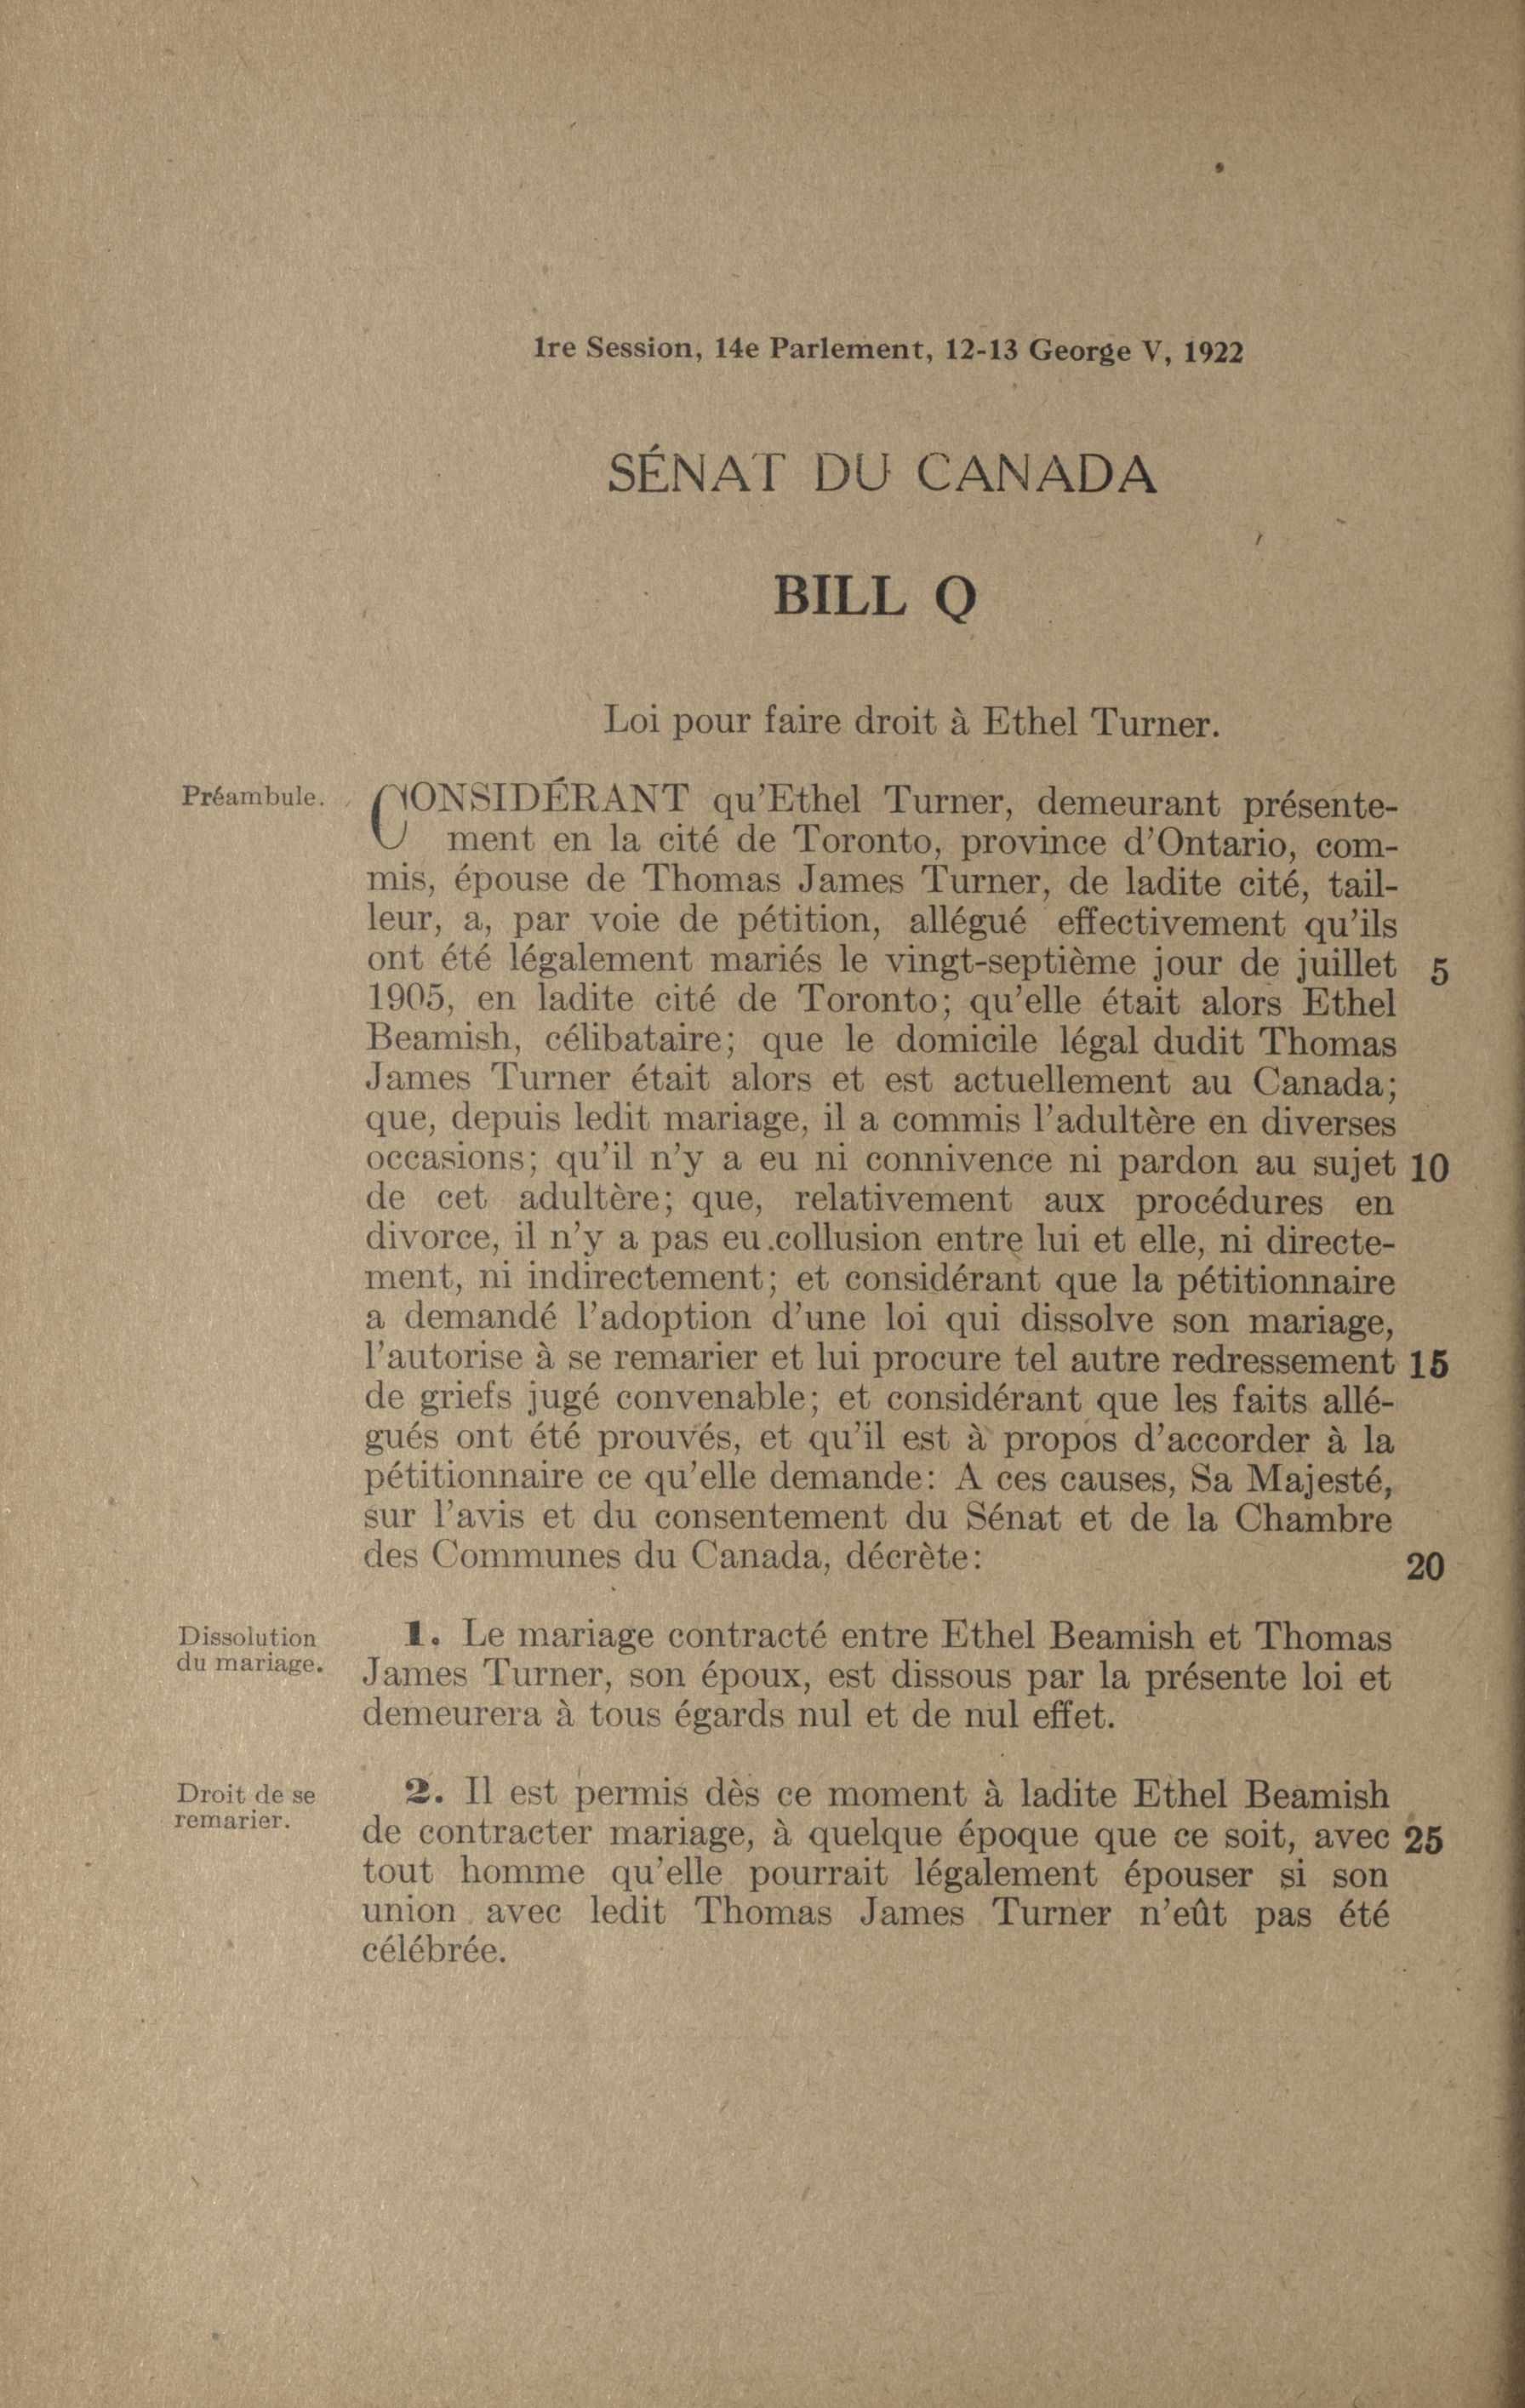 1re Session, 14e Parlement, 12-13 George V, 1922
SÉNAT DU CANADA
BILL Q
Loi pour faire droit à Ethel Turner.
Préambule.
CONSIDÉRANT qu'Ethel Turner, demeurant présente-
ment en la cité de Toronto, province d'Ontario, com-
mis, épouse de Thomas James Turner, de ladite cité, tail-
leur, a, par voie de pétition, allégué effectivement qu'ils
ont été légalement mariés le vingt-septième jour de juillet 5
1905, en ladite cité de Toronto; qu'elle était alors Ethel
Beamish, célibataire; que le domicile légal dudit Thomas
James Turner était alors et est actuellement au Canada;
que, depuis ledit mariage, il a commis l'adultère en diverses
occasions; qu'il n'y a eu ni connivence ni pardon au sujet 10
de cet adultère; que, relativement aux procédures en
divorce, il n'y a pas eu collusion entre lui et elle, ni directe-
ment, ni indirectement; et considérant que la pétitionnaire
a demandé l'adoption d'une loi qui dissolve son mariage,
l'autorise à se remarier et lui procure tel autre redressement 15
de griefs jugé convenable; et considérant que les faits allé-
gués ont été prouvés, et qu'il est à propos d'accorder à la
pétitionnaire ce qu'elle demande: A ces causes, Sa Majesté,
sur l'avis et du consentement du Sénat et de la Chambre
des Communes du Canada, décrète: 20
Dissolution
du mariage.
1. Le mariage contracté entre Ethel Beamish et Thomas
James Turner, son époux, est dissous par la présente loi et
demeurera à tous égards nul et de nul effet.
Droit de se
remarier.
2. Il est permis dès ce moment à ladite Ethel Beamish
de contracter mariage, à quelque époque que ce soit, avec 25
tout homme qu'elle pourrait légalement épouser si son
union avec ledit Thomas James Turner n'eût pas été
célébrée.